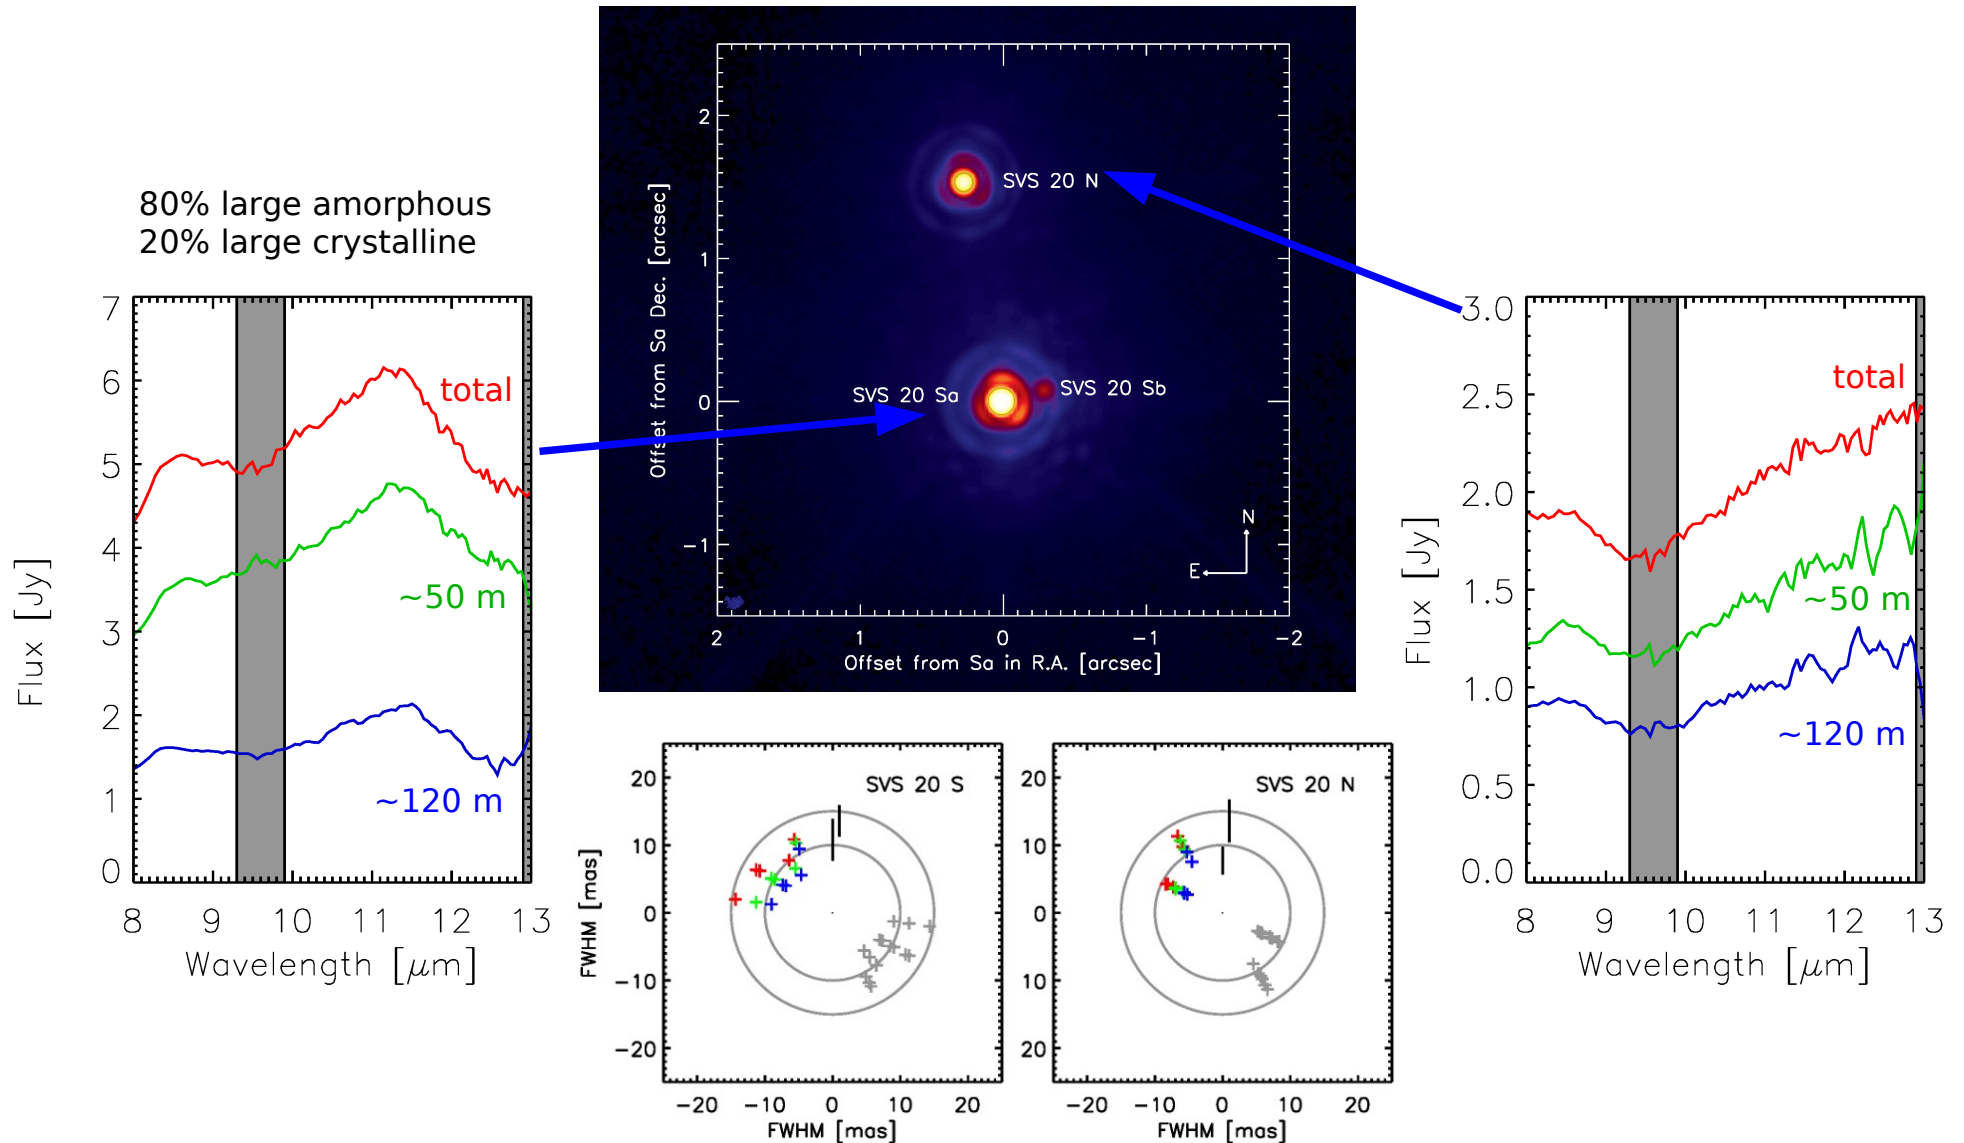 80% large amorphous
20% large crystalline
7
6
5
4
3
2
1
0
8 9 10 11 12 13
Flux [Jy]
Wavelength [μm]
total
~50 m
~120 m
2
1
0
−1
2 1 0 −1 −2
Offset from Sa Dec. [arcsec]
Offset from Sa in R.A. [arcsec]
SVS 20 N
SVS 20 Sa
SVS 20 Sb
N
E
3.0
2.5
2.0
1.5
1.0
0.5
0.0
8 9 10 11 12 13
Flux [Jy]
Wavelength [μm]
total
~50 m
~120 m
SVS 20 S
20
10
0
−10
−20
−20 −10 0 10 20
FWHM [mas]
FWHM [mas]
SVS 20 N
20
10
0
10
20
−20 −10 0 10 20
FWHM [mas]